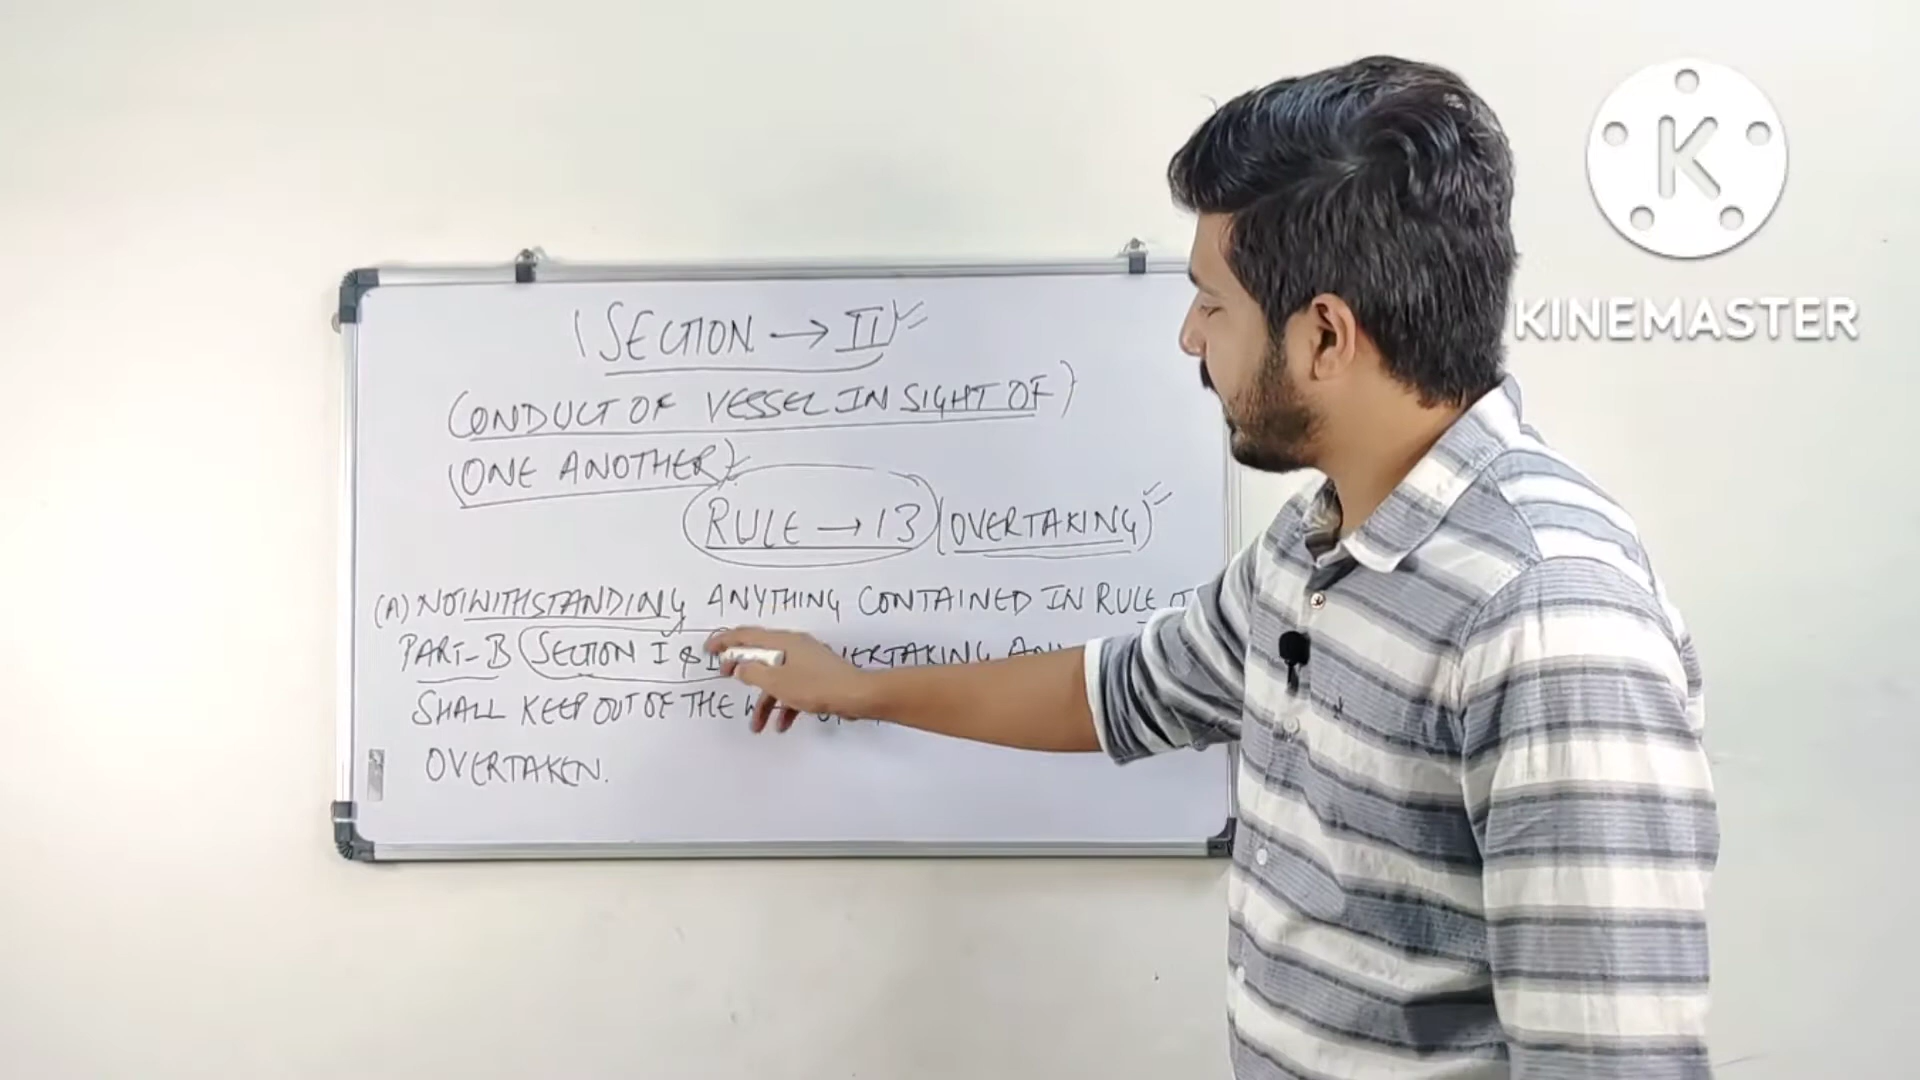 (SECTION → II)
(CONDUCT OF VESSEL IN SIGHT OF)
(ONE ANOTHER)
RULE → 13 (OVERTAKING)
(A) NOTWITHSTANDING ANYTHING CONTAINED IN RULE
PART-B SECTION I & OVERTAKING
SHALL KEEP OUT OF THE
OVERTAKEN.
K
KINEMASTER